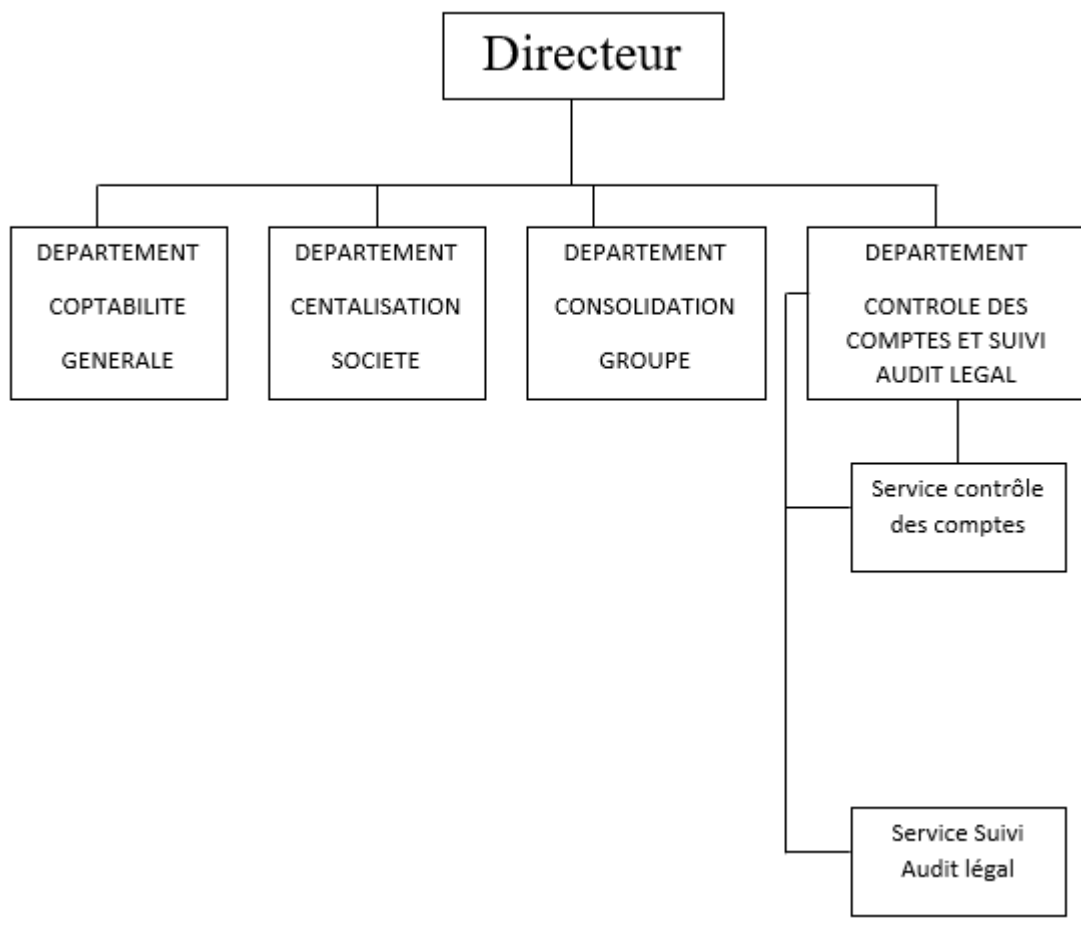 Directeur
DEPARTEMENT
COPTABILITE
GENERALE
DEPARTEMENT
CENTALISATION
SOCIETE
DEPARTEMENT
CONSOLIDATION
GROUPE
DEPARTEMENT
CONTROLE DES
COMPTES ET SUIVI
AUDIT LEGAL
Service contrôle
des comptes
Service Suivi
Audit légal